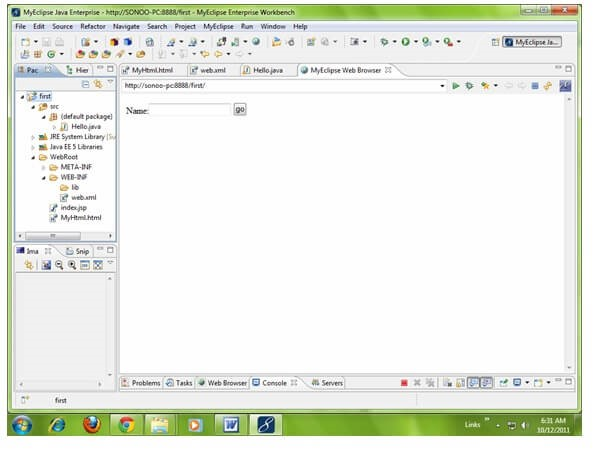 MyEclipse Java Enterprise - http://SONOO-PC:8888/first - MyEclipse Enterprise Workbench
File Edit Source Refactor Navigate Search Project MyEclipse Run Window Help
MyEclipse Ja...
Pac Hier MyHtml.html web.xml Hello.java MyEclipse Web Browser
http://sonoo-pc:8888/first/
first
src
(default package)
Hello.java
JRE System Library [Su
Java EE 5 Libraries
WebRoot
META-INF
WEB-INF
lib
web.xml
index.jsp
MyHtml.html
Name: go
Ima Snip
Problems Tasks Web Browser Console Servers
first
Links » 6:31 AM
10/12/2011